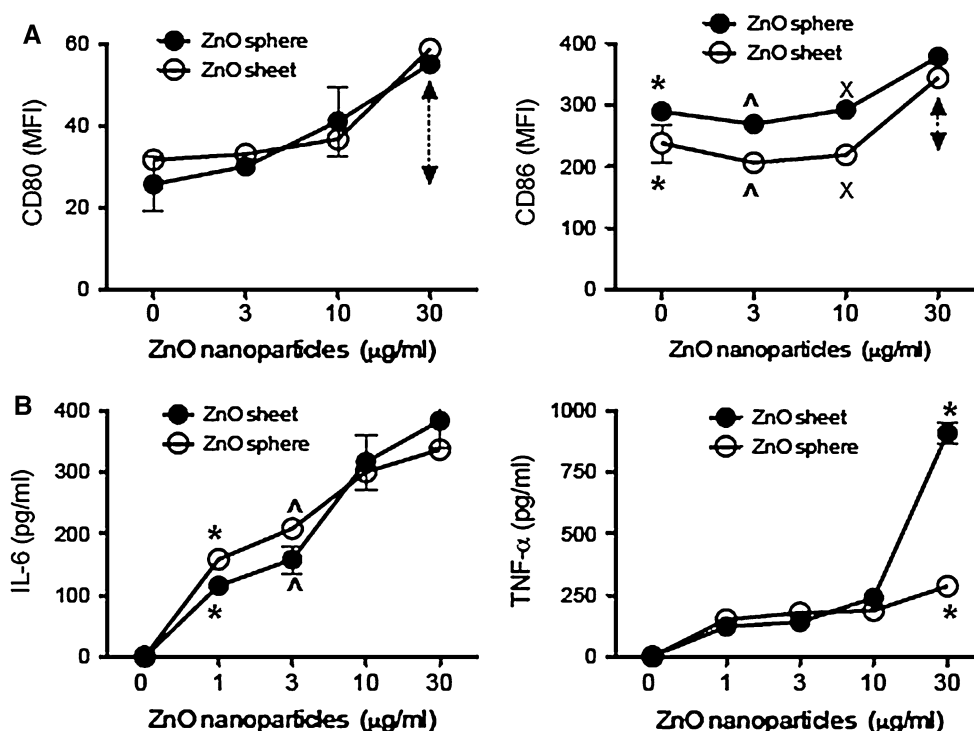 A
CD80 (MFI)
60
40
20
0
ZnO sphere
ZnO sheet
0 3 10 30
ZnO nanoparticles (μg/ml)
CD86 (MFI)
400
300
200
100
0
ZnO sphere
ZnO sheet
* ^ x
* ^ x
0 3 10 30
ZnO nanoparticles (μg/ml)
B
IL-6 (pg/ml)
400
300
200
100
0
ZnO sheet
ZnO sphere
* ^
* ^
0 1 3 10 30
ZnO nanoparticles (μg/ml)
TNF-α (pg/ml)
1000
750
500
250
0
ZnO sheet
ZnO sphere
*
*
0 1 3 10 30
ZnO nanoparticles (μg/ml)